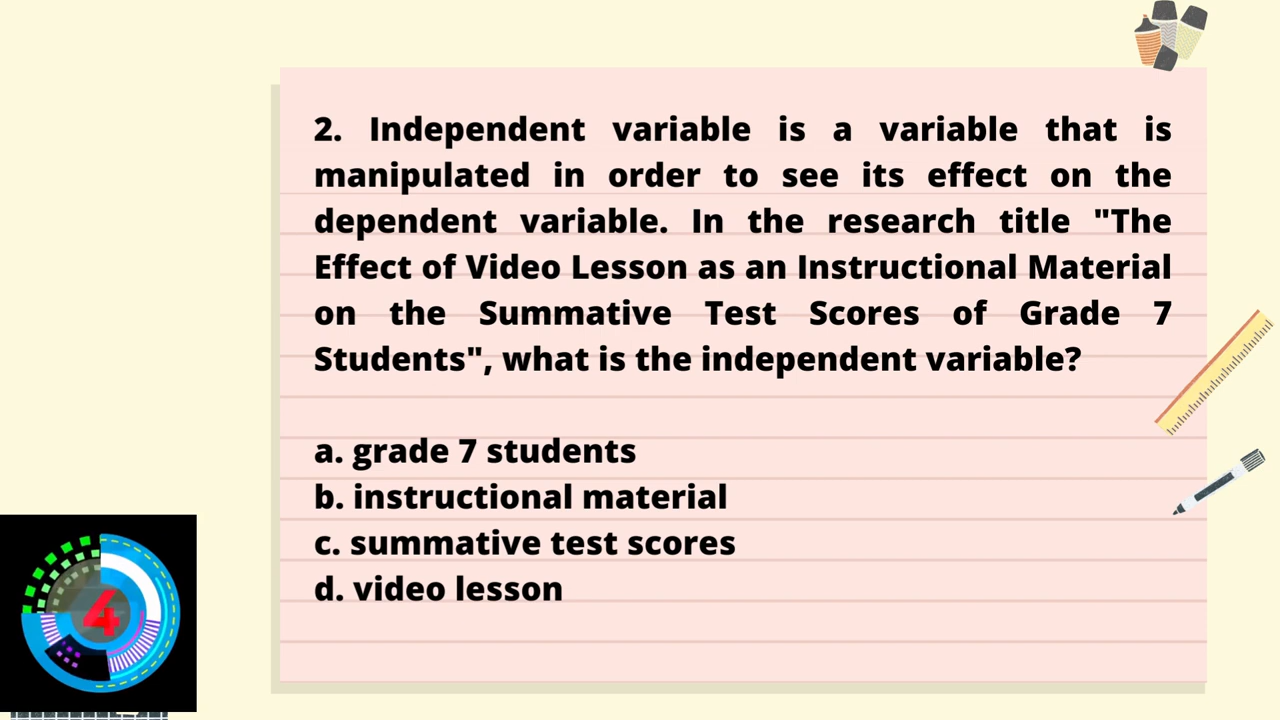 2. Independent variable is a variable that is
manipulated in order to see its effect on the
dependent variable. In the research title "The
Effect of Video Lesson as an Instructional Material
on the Summative Test Scores of Grade 7
Students", what is the independent variable?
a. grade 7 students
b. instructional material
c. summative test scores
d. video lesson
4